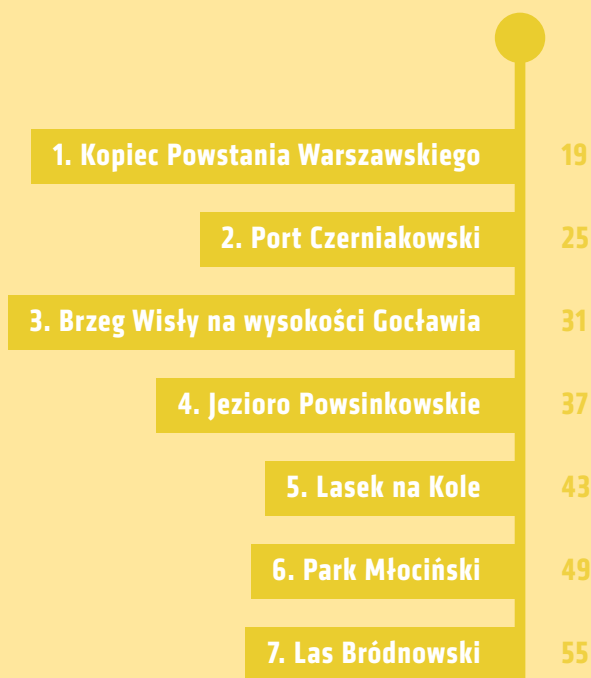 1. Kopiec Powstania Warszawskiego 19
2. Port Czerniakowski 25
3. Brzeg Wisły na wysokości Gocławia 31
4. Jezioro Powsinkowskie 37
5. Lasek na Kole 43
6. Park Młociński 49
7. Las Bródnowski 55